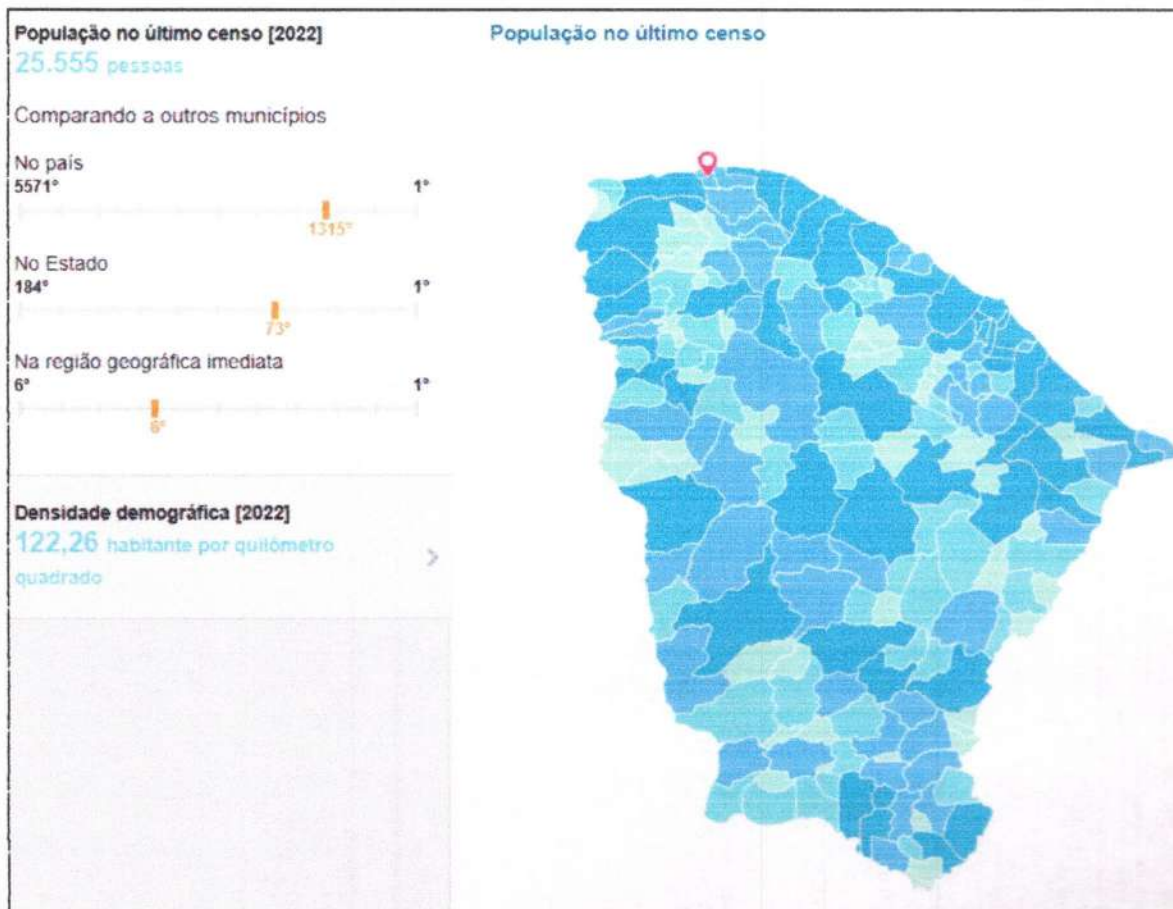 População no último censo [2022]
25.555 pessoas
Comparando a outros municípios
No país
5571° 1°
1315°
No Estado
184° 1°
73°
Na região geográfica imediata
6° 1°
6°
Densidade demográfica [2022]
122,26 habitante por quilômetro
quadrado
População no último censo